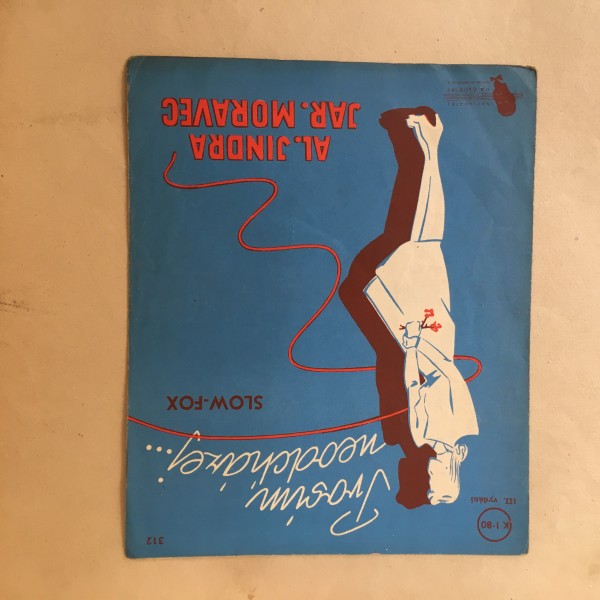 312
K 1-80
III. vydání
Prosím
neodcházej...
SLOW-FOX
AL. JINDRA
JAR. MORAVEC